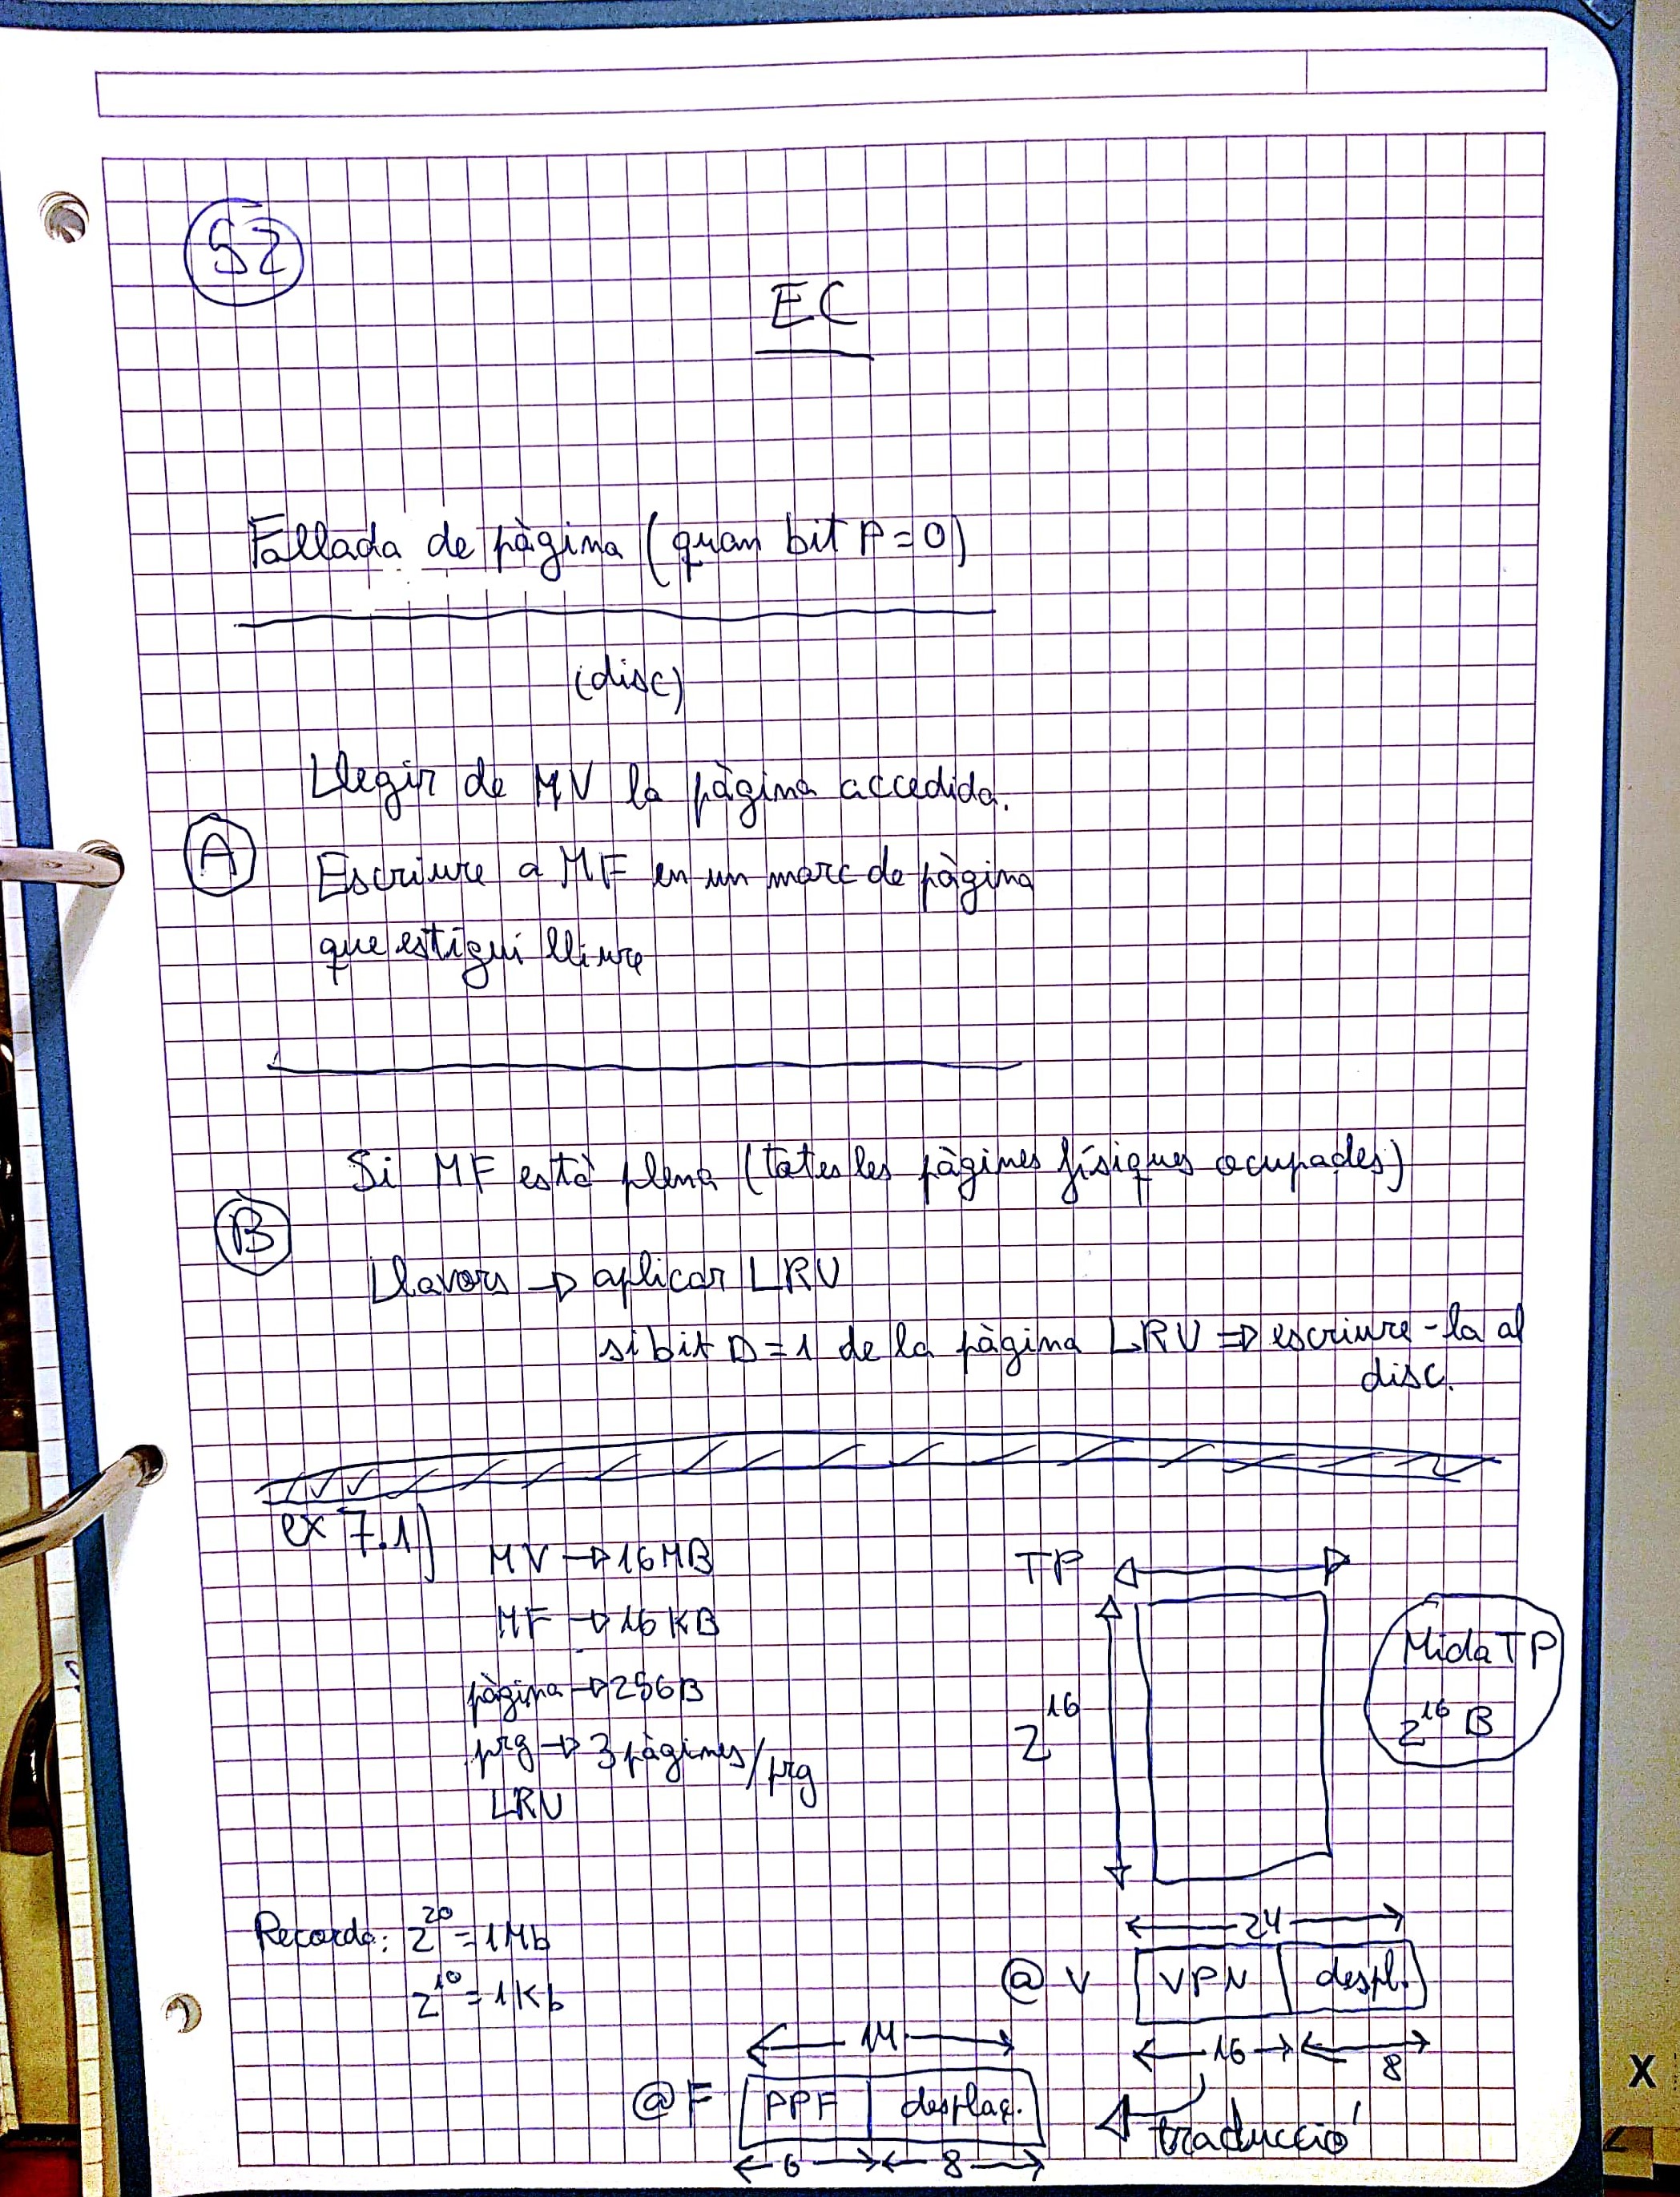 52
EC
Fallada de pàgina (quan bit P=0)
(disc)
Llegir de MV la pàgina accedida.
A
Escriure a MF en un marc de pàgina
que estigui lliure
Si MF està plena (totes les pàgines físiques ocupades)
B
Llavors → aplicar LRU
si bit D=1 de la pàgina LRU ⇒ escriure-la al
disc.
ex 7.1)
MV → 16MB
MF → 16 KB
pàgina → 256B
prg → 3 pàgines/prg
LRU
TP
2^16
Mida TP
2^16 B
Recorda: 2^20 = 1Mb
2^10 = 1Kb
24
@ V VPN despl.
16 8
traducció
14
@F PPF desplaç.
6 8
X